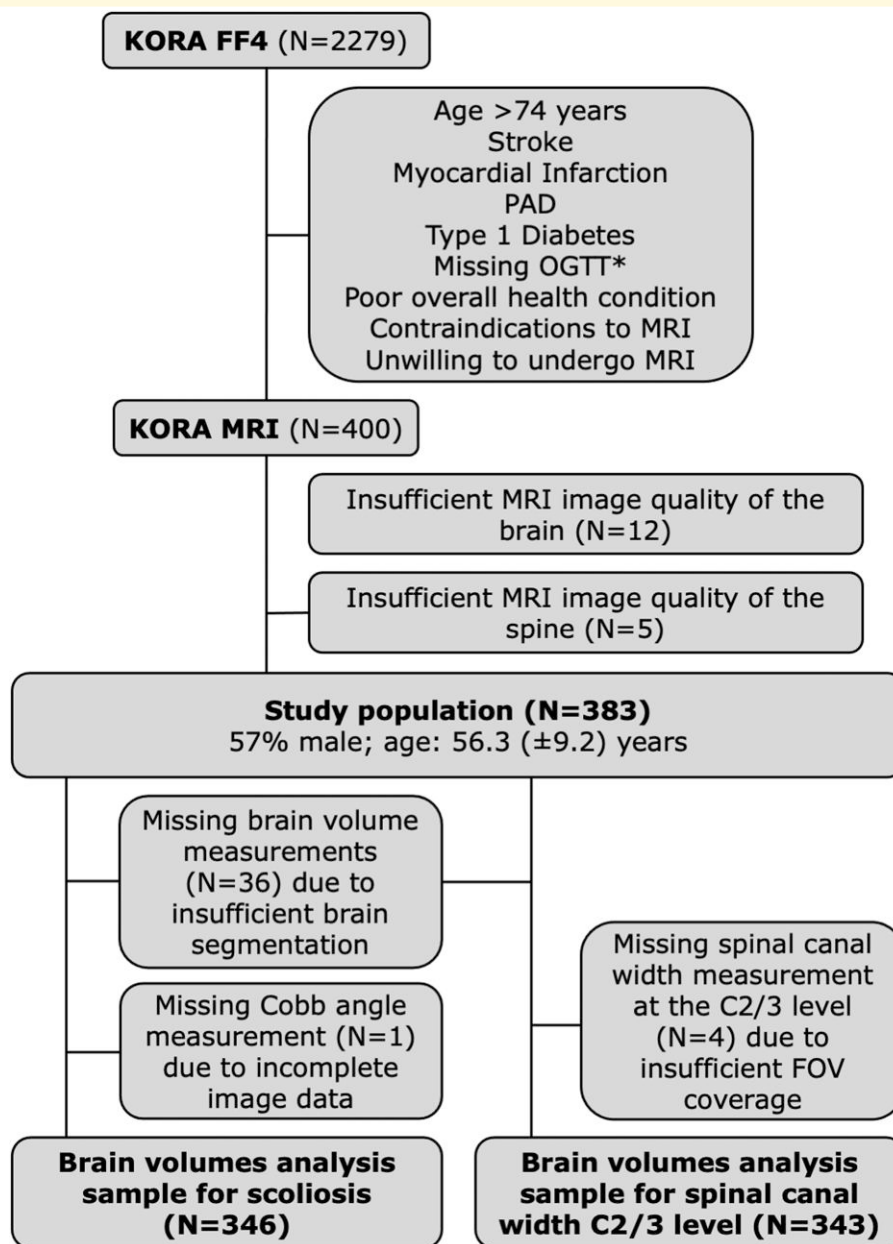 KORA FF4 (N=2279)
Age >74 years
Stroke
Myocardial Infarction
PAD
Type 1 Diabetes
Missing OGTT*
Poor overall health condition
Contraindications to MRI
Unwilling to undergo MRI
KORA MRI (N=400)
Insufficient MRI image quality of the
brain (N=12)
Insufficient MRI image quality of the
spine (N=5)
Study population (N=383)
57% male; age: 56.3 (±9.2) years
Missing brain volume
measurements
(N=36) due to
insufficient brain
segmentation
Missing spinal canal
width measurement
at the C2/3 level
(N=4) due to
insufficient FOV
coverage
Missing Cobb angle
measurement (N=1)
due to incomplete
image data
Brain volumes analysis
sample for scoliosis
(N=346)
Brain volumes analysis
sample for spinal canal
width C2/3 level (N=343)